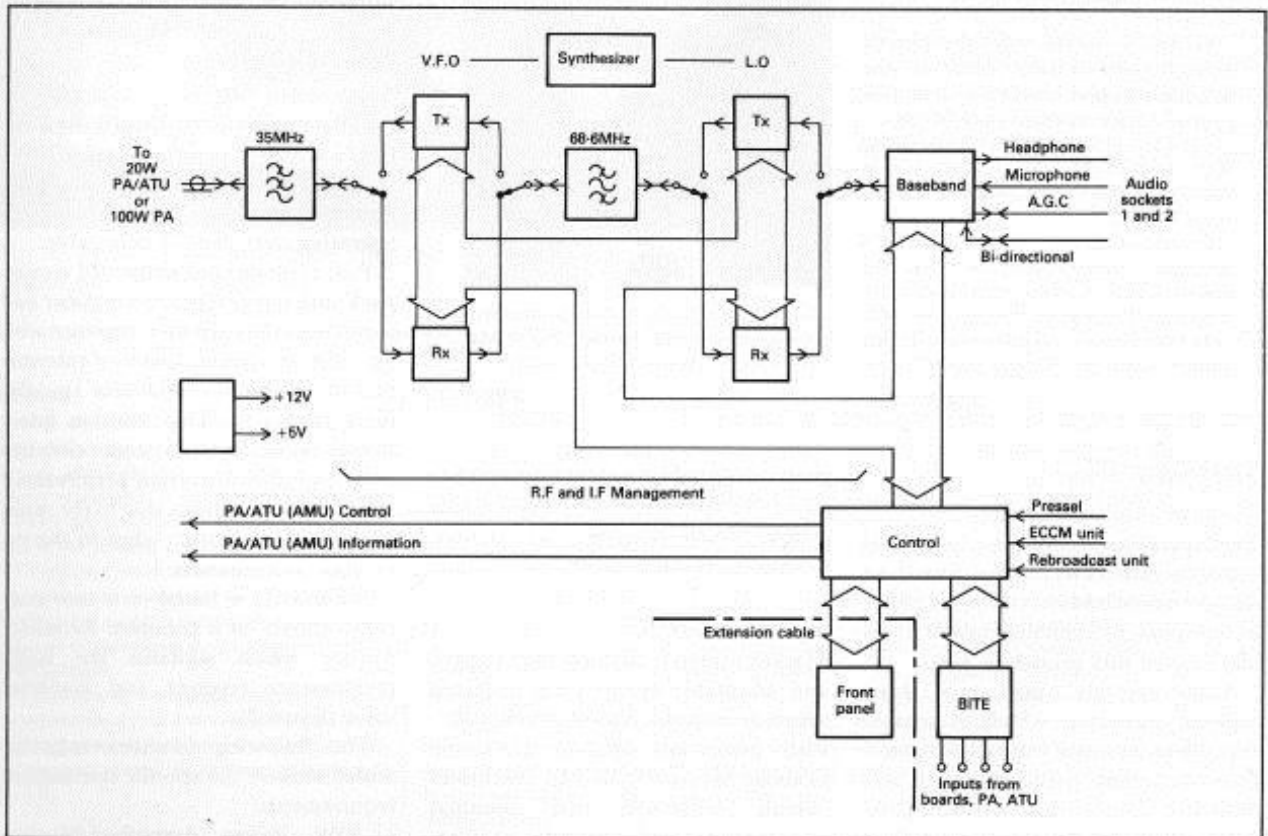 V.F.O
Synthesizer
L.O
Tx
Tx
35MHz
68-6MHz
To
20W
PA/ATU
or
100W PA
Baseband
Headphone
Microphone
A.G.C
Bi-directional
Audio
sockets
1 and 2
Rx
Rx
+12V
+5V
R.F and I.F Management
PA/ATU (AMU) Control
PA/ATU (AMU) Information
Control
Pressel
ECCM unit
Rebroadcast unit
Extension cable
Front
panel
BITE
Inputs from
boards, PA, ATU